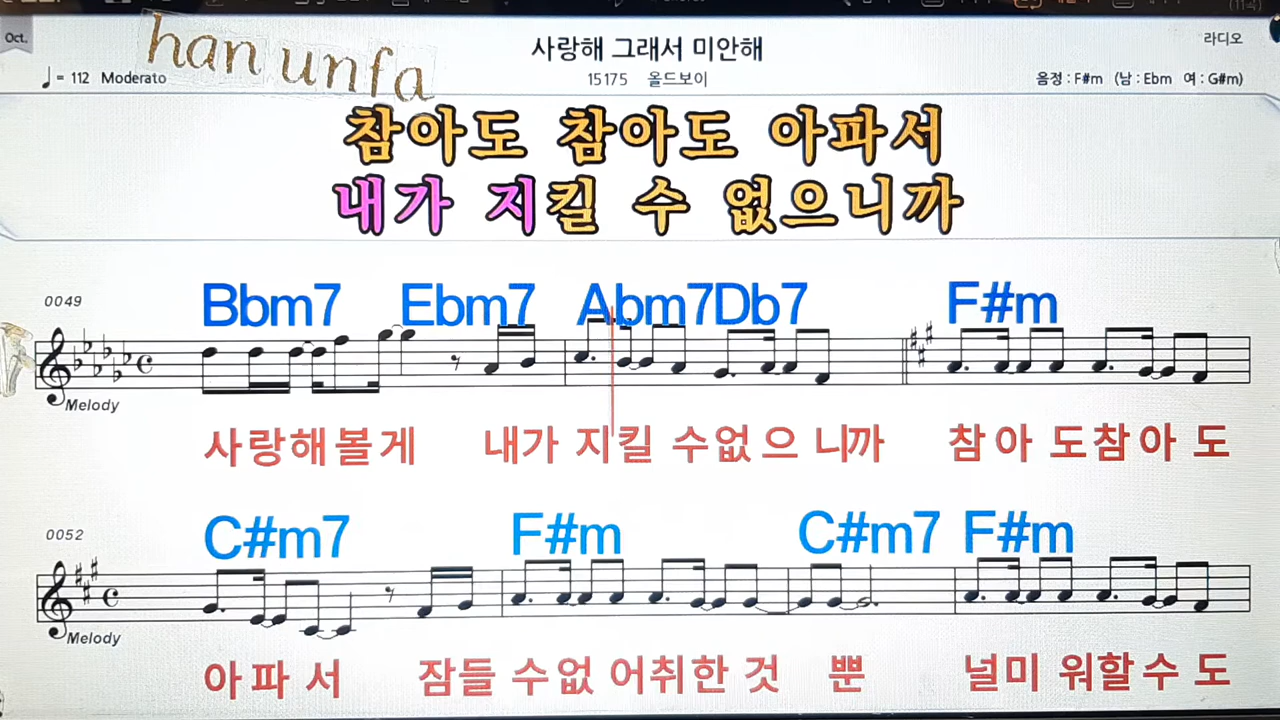 Oct.
han unfa
사랑해 그래서 미안해
라디오
♩= 112 Moderato
15175 올드보이
음정 : F#m (남 : Ebm 여 : G#m)
참아도 참아도 아파서
내가 지킬 수 없으니까
0049
Bbm7 Ebm7 Abm7 Db7 F#m
Melody
사랑해볼게 내가 지킬 수없으니까 참아도참아도
0052
C#m7 F#m C#m7 F#m
Melody
아파서 잠들 수없어취한 것 뿐 널미워할수도